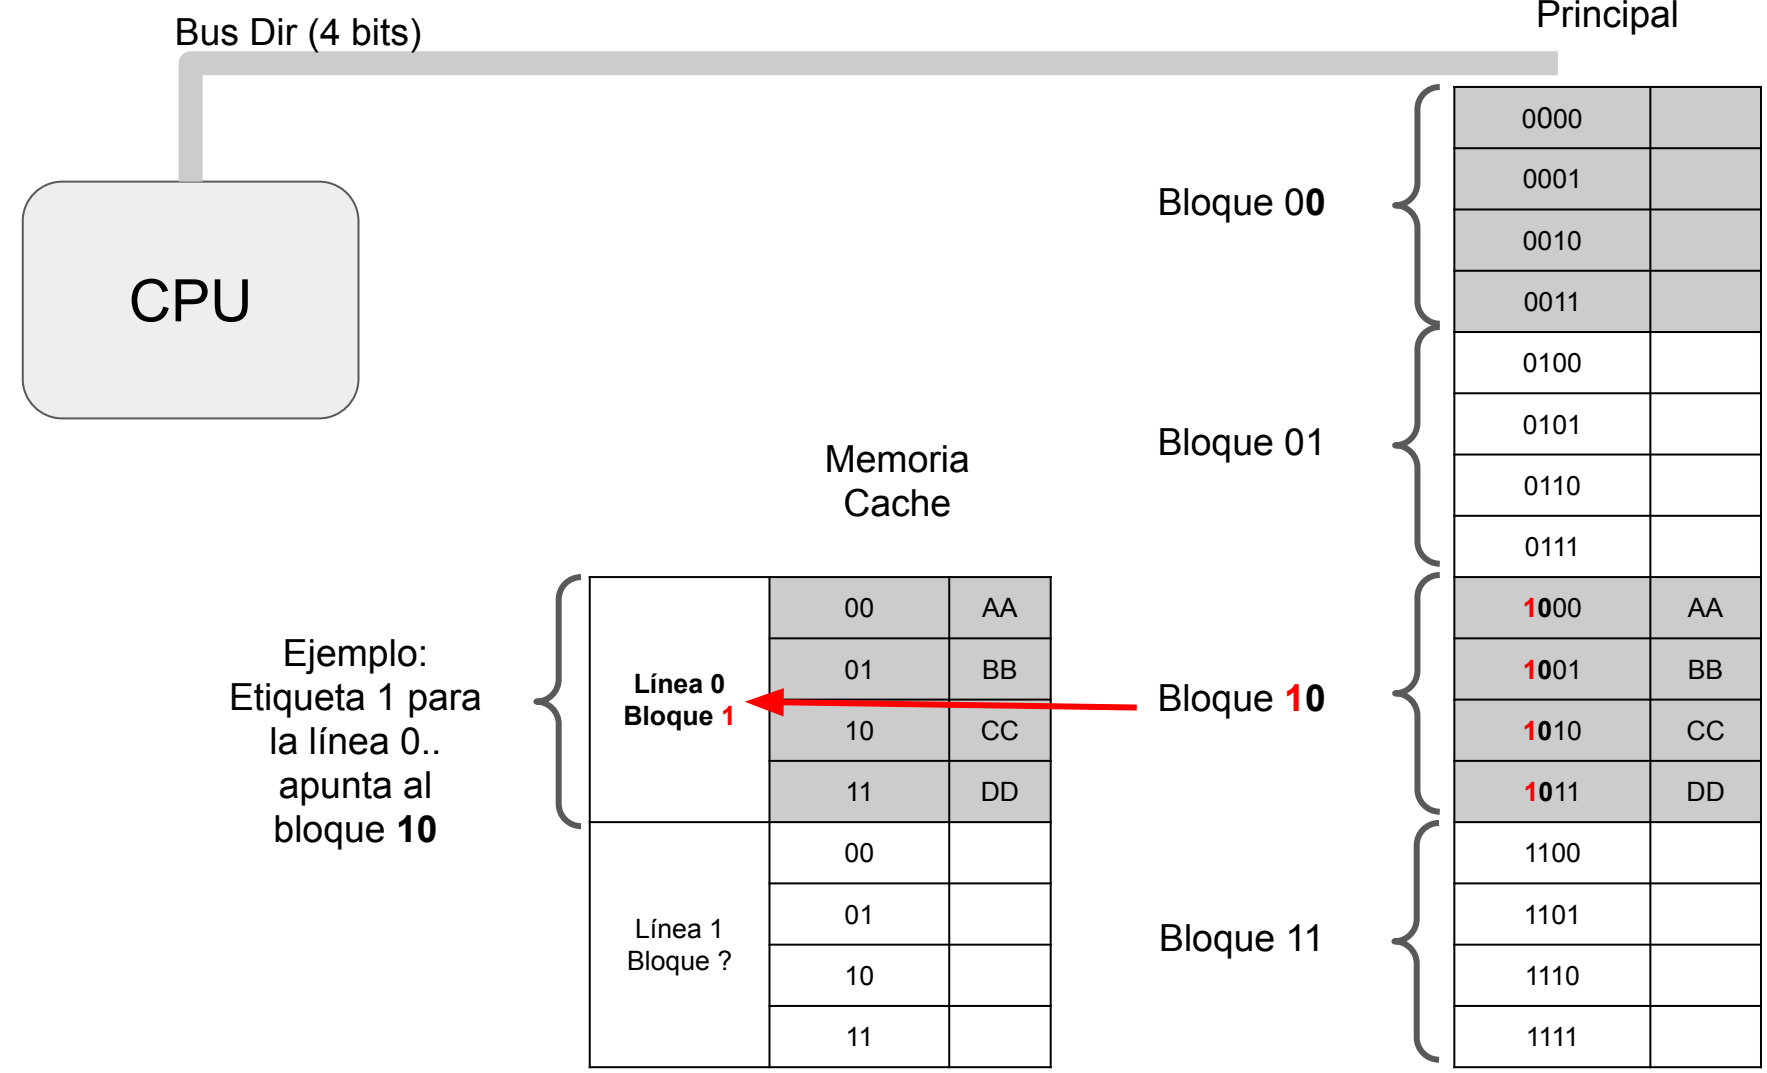 Principal
Bus Dir (4 bits)
CPU
Bloque 00
0000
0001
0010
0011
Bloque 01
0100
0101
0110
0111
Memoria
Cache
Ejemplo:
Etiqueta 1 para
la línea 0..
apunta al
bloque 10
Línea 0
Bloque 1
00 AA
01 BB
10 CC
11 DD
Línea 1
Bloque ?
00
01
10
11
Bloque 10
1000 AA
1001 BB
1010 CC
1011 DD
Bloque 11
1100
1101
1110
1111